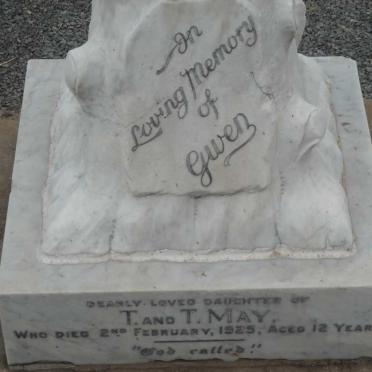 In
Loving Memory
of
Gwen
DEARLY LOVED DAUGHTER OF
T. AND T. MAY.
WHO DIED 2ND FEBRUARY, 1925, AGED 12 YEAR
"God called."